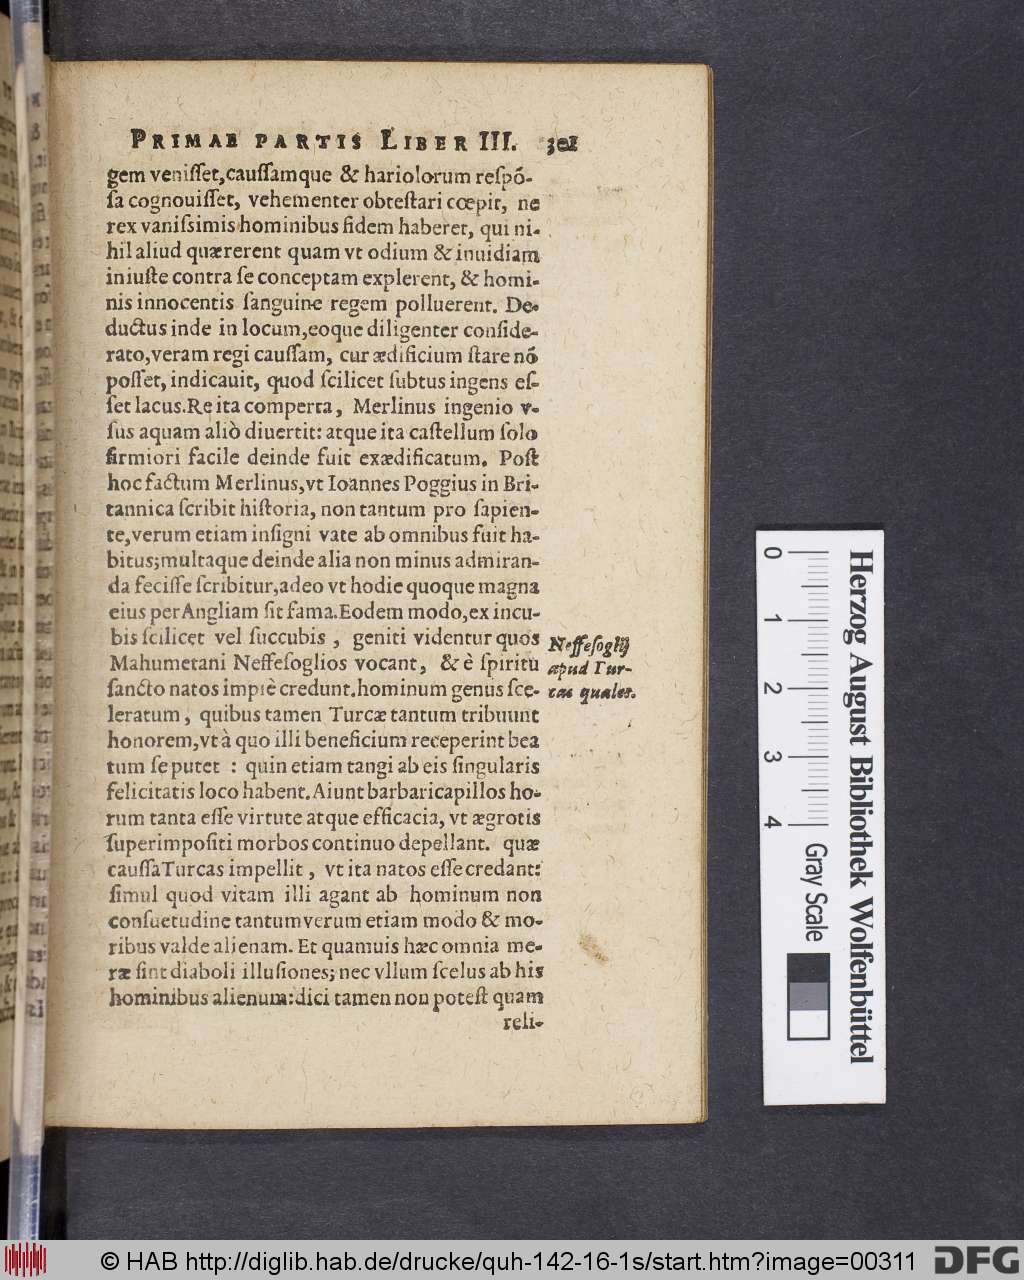 PRIMAE PARTIS LIBER III. 301
gem veniſſet,cauſſamque & hariolorum reſpõ-
ſa cognouiſſet, vehementer obteſtari cœpit, ne
rex vaniſsimis hominibus fidem haberet, qui ni-
hil aliud quærerent quam vt odium & inuidiam
iniuſte contra ſe conceptam explerent, & homi-
nis innocentis ſanguine regem polluerent. De-
ductus inde in locum,eoque diligenter conſide-
rato,veram regi cauſſam, cur ædificium ſtare nõ
poſſet, indicauit, quod ſcilicet ſubtus ingens eſ-
ſet lacus.Re ita comperta, Merlinus ingenio v-
ſus aquam aliò diuertit: atque ita caſtellum ſolo
firmiori facile deinde fuit exædificatum. Poſt
hoc factum Merlinus,vt Ioannes Poggius in Bri-
tannica ſcribit hiſtoria, non tantum pro ſapien-
te,verum etiam inſigni vate ab omnibus fuit ha-
bitus;multaque deinde alia non minus admiran-
da feciſſe ſcribitur,adeo vt hodie quoque magna
eius per Angliam ſit fama.Eodem modo,ex incu-
bis ſcilicet vel ſuccubis, geniti videntur quos
Mahumetani Neffeſoglios vocant, & è ſpiritu
ſancto natos impiè credunt.hominum genus ſce-
leratum, quibus tamen Turcæ tantum tribuunt
honorem,vt à quo illi beneficium receperint bea
tum ſe putet : quin etiam tangi ab eis ſingularis
felicitatis loco habent. Aiunt barbari capillos ho-
rum tanta eſſe virtute atque efficacia, vt ægrotis
ſuperimpoſiti morbos continuo depellant. quæ
cauſſa Turcas impellit, vt ita natos eſſe credant:
ſimul quod vitam illi agant ab hominum non
conſuetudine tantum verum etiam modo & mo-
ribus valde alienam. Et quamuis hæc omnia me-
ræ ſint diaboli illuſiones; nec vllum ſcelus ab his
hominibus alienum:dici tamen non poteſt quam
reli-
Neffeſoglij
apud Tur-
cas quales.
Herzog August Bibliothek Wolfenbüttel
0 1 2 3 4 Gray Scale
© HAB http://diglib.hab.de/drucke/quh-142-16-1s/start.htm?image=00311 DFG